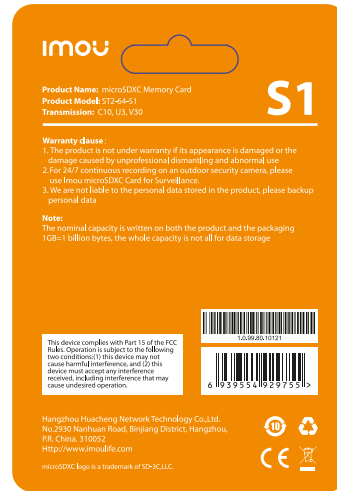 imou
Product Name: microSDXC Memory Card
Product Model: ST2-64-S1
Transmission: C10, U3, V30
S1
Warranty clause :
1. The product is not under warranty if its appearance is damaged or the
damage caused by unprofessional dismantling and abnormal use
2. For 24/7 continuous recording on an outdoor security camera, please
use Imou microSDXC Card for Surveillance.
3. We are not liable to the personal data stored in the product, please backup
personal data
Note:
The nominal capacity is written on both the product and the packaging
1GB=1 billion bytes, the whole capacity is not all for data storage
1.0.99.80.10121
This device complies with Part 15 of the FCC
Rules. Operation is subject to the following
two conditions:(1) this device may not
cause harmful interference, and (2) this
device must accept any interference
received, including interference that may
cause undesired operation.
6 939554 929755 >
Hangzhou Huacheng Network Technology Co.,Ltd.
No.2930 Nanhuan Road, Binjiang District, Hangzhou,
P.R. China. 310052
Http://www.imoulife.com
10
CE
microSDXC logo is a trademark of SD-3C,LLC.